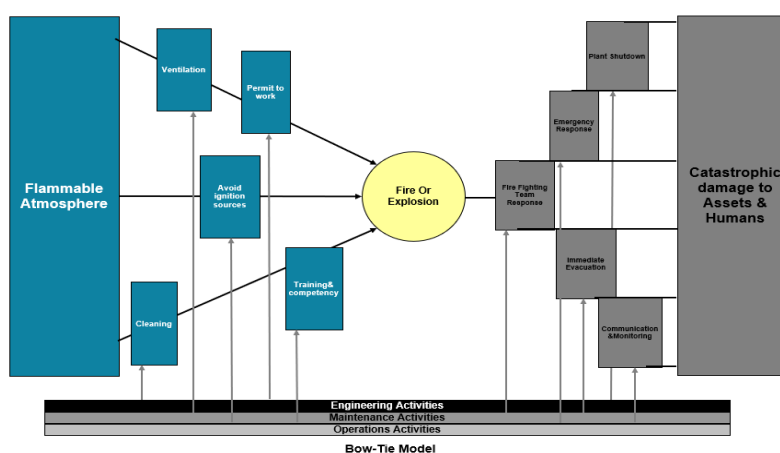 Flammable
Atmosphere
Ventilation
Permit to
work
Avoid
ignition
sources
Cleaning
Training&
competency
Fire Or
Explosion
Plant Shutdown
Emergency
Response
Fire Fighting
Team
Response
Immediate
Evacuation
Communication
&Monitoring
Catastrophic
damage to
Assets &
Humans
Engineering Activities
Maintenance Activities
Operations Activities
Bow-Tie Model